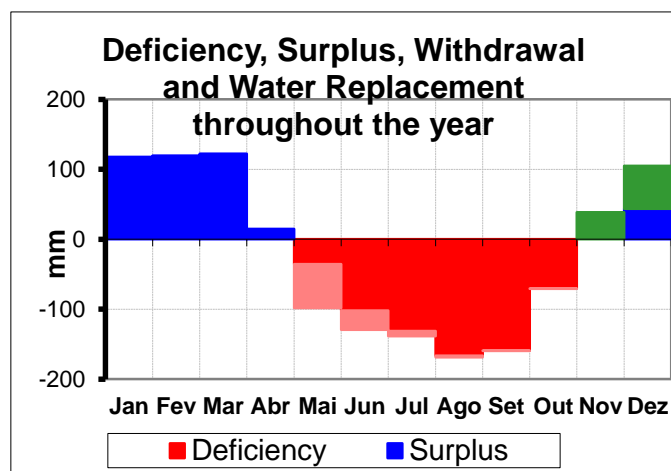 Deficiency, Surplus, Withdrawal
and Water Replacement
throughout the year
200
100
0
-100
-200
mm
Jan Fev Mar Abr Mai Jun Jul Ago Set Out Nov Dez
Deficiency Surplus